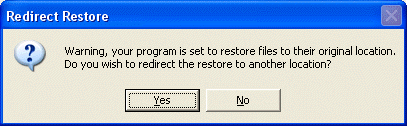 Redirect Restore
Warning, your program is set to restore files to their original location.
Do you wish to redirect the restore to another location?
Yes
No